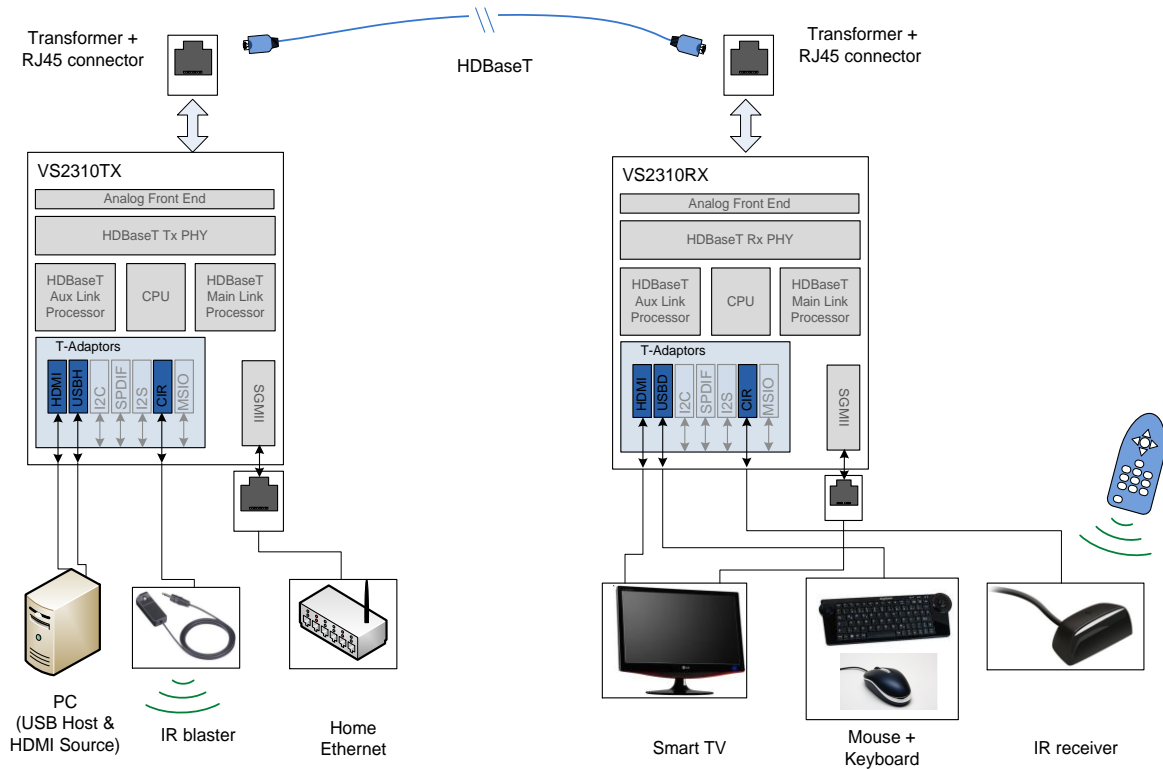 Transformer +
RJ45 connector
HDBaseT
Transformer +
RJ45 connector
VS2310TX
Analog Front End
HDBaseT Tx PHY
HDBaseT
Aux Link
Processor
CPU
HDBaseT
Main Link
Processor
T-Adaptors
HDMI
USBH
I2C
SPDIF
I2S
CIR
MSIO
SGMII
VS2310RX
Analog Front End
HDBaseT Rx PHY
HDBaseT
Aux Link
Processor
CPU
HDBaseT
Main Link
Processor
T-Adaptors
HDMI
USBD
I2C
SPDIF
I2S
CIR
MSIO
SGMII
PC
(USB Host &
HDMI Source)
IR blaster
Home
Ethernet
Smart TV
Mouse +
Keyboard
IR receiver